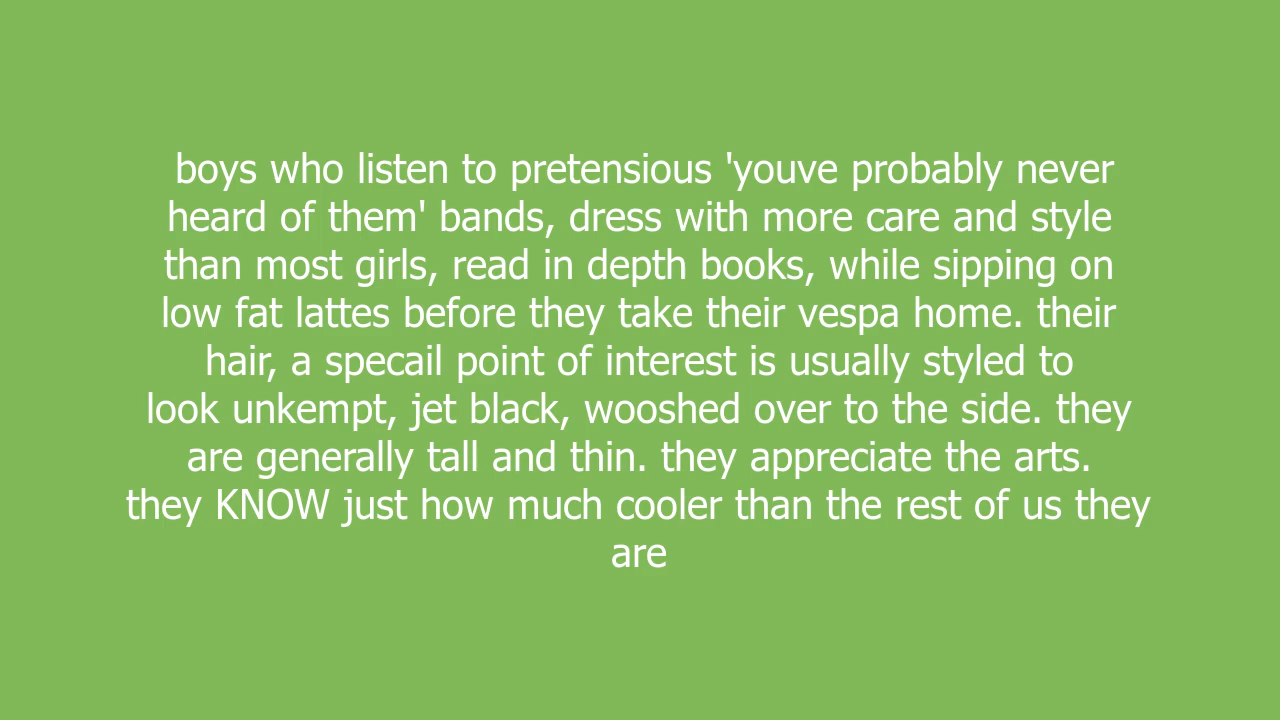 boys who listen to pretensious 'youve probably never
heard of them' bands, dress with more care and style
than most girls, read in depth books, while sipping on
low fat lattes before they take their vespa home. their
hair, a specail point of interest is usually styled to
look unkempt, jet black, wooshed over to the side. they
are generally tall and thin. they appreciate the arts.
they KNOW just how much cooler than the rest of us they
are